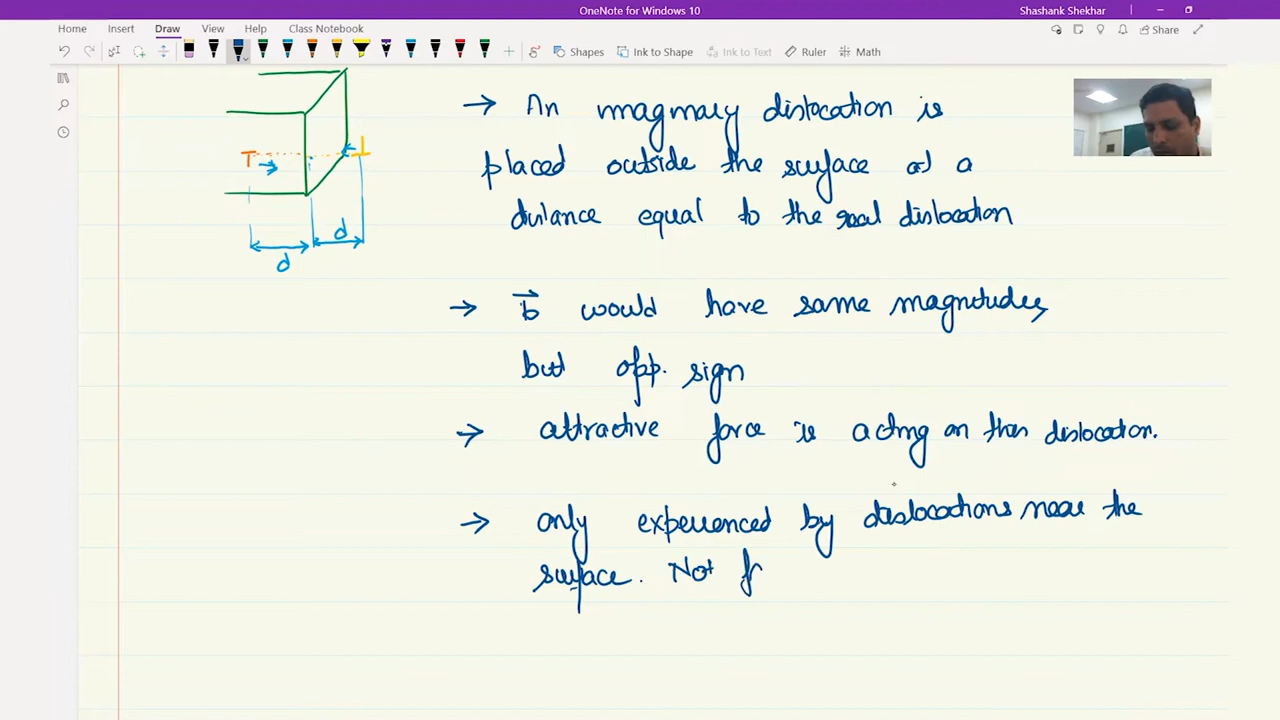 OneNote for Windows 10
Shashank Shekhar
Home Insert Draw View Help Class Notebook
Shapes Ink to Shape Ink to Text Ruler Math Share
→ An imaginary dislocation is
placed outside the surface at a
distance equal to the real dislocation
d
d
→ b would have same magnitudes,
but opp. sign
→ attractive force is acting on this dislocation.
→ only experienced by dislocations near the
surface. Not f